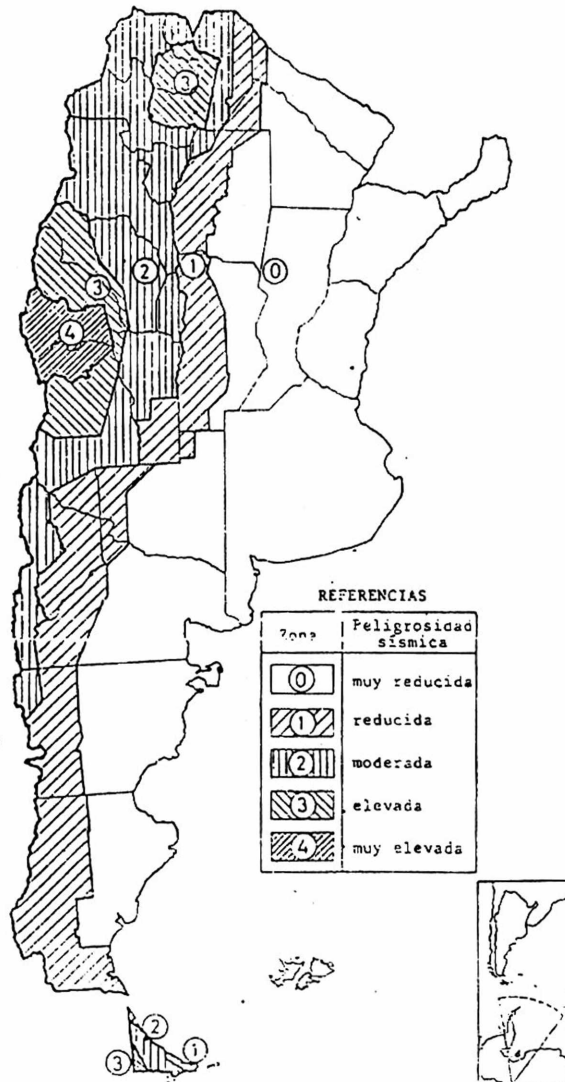 3
3
2
1
0
4
REFERENCIAS
Zona Peligrosidad sísmica
0 muy reducida
1 reducida
2 moderada
3 elevada
4 muy elevada
2
3 1